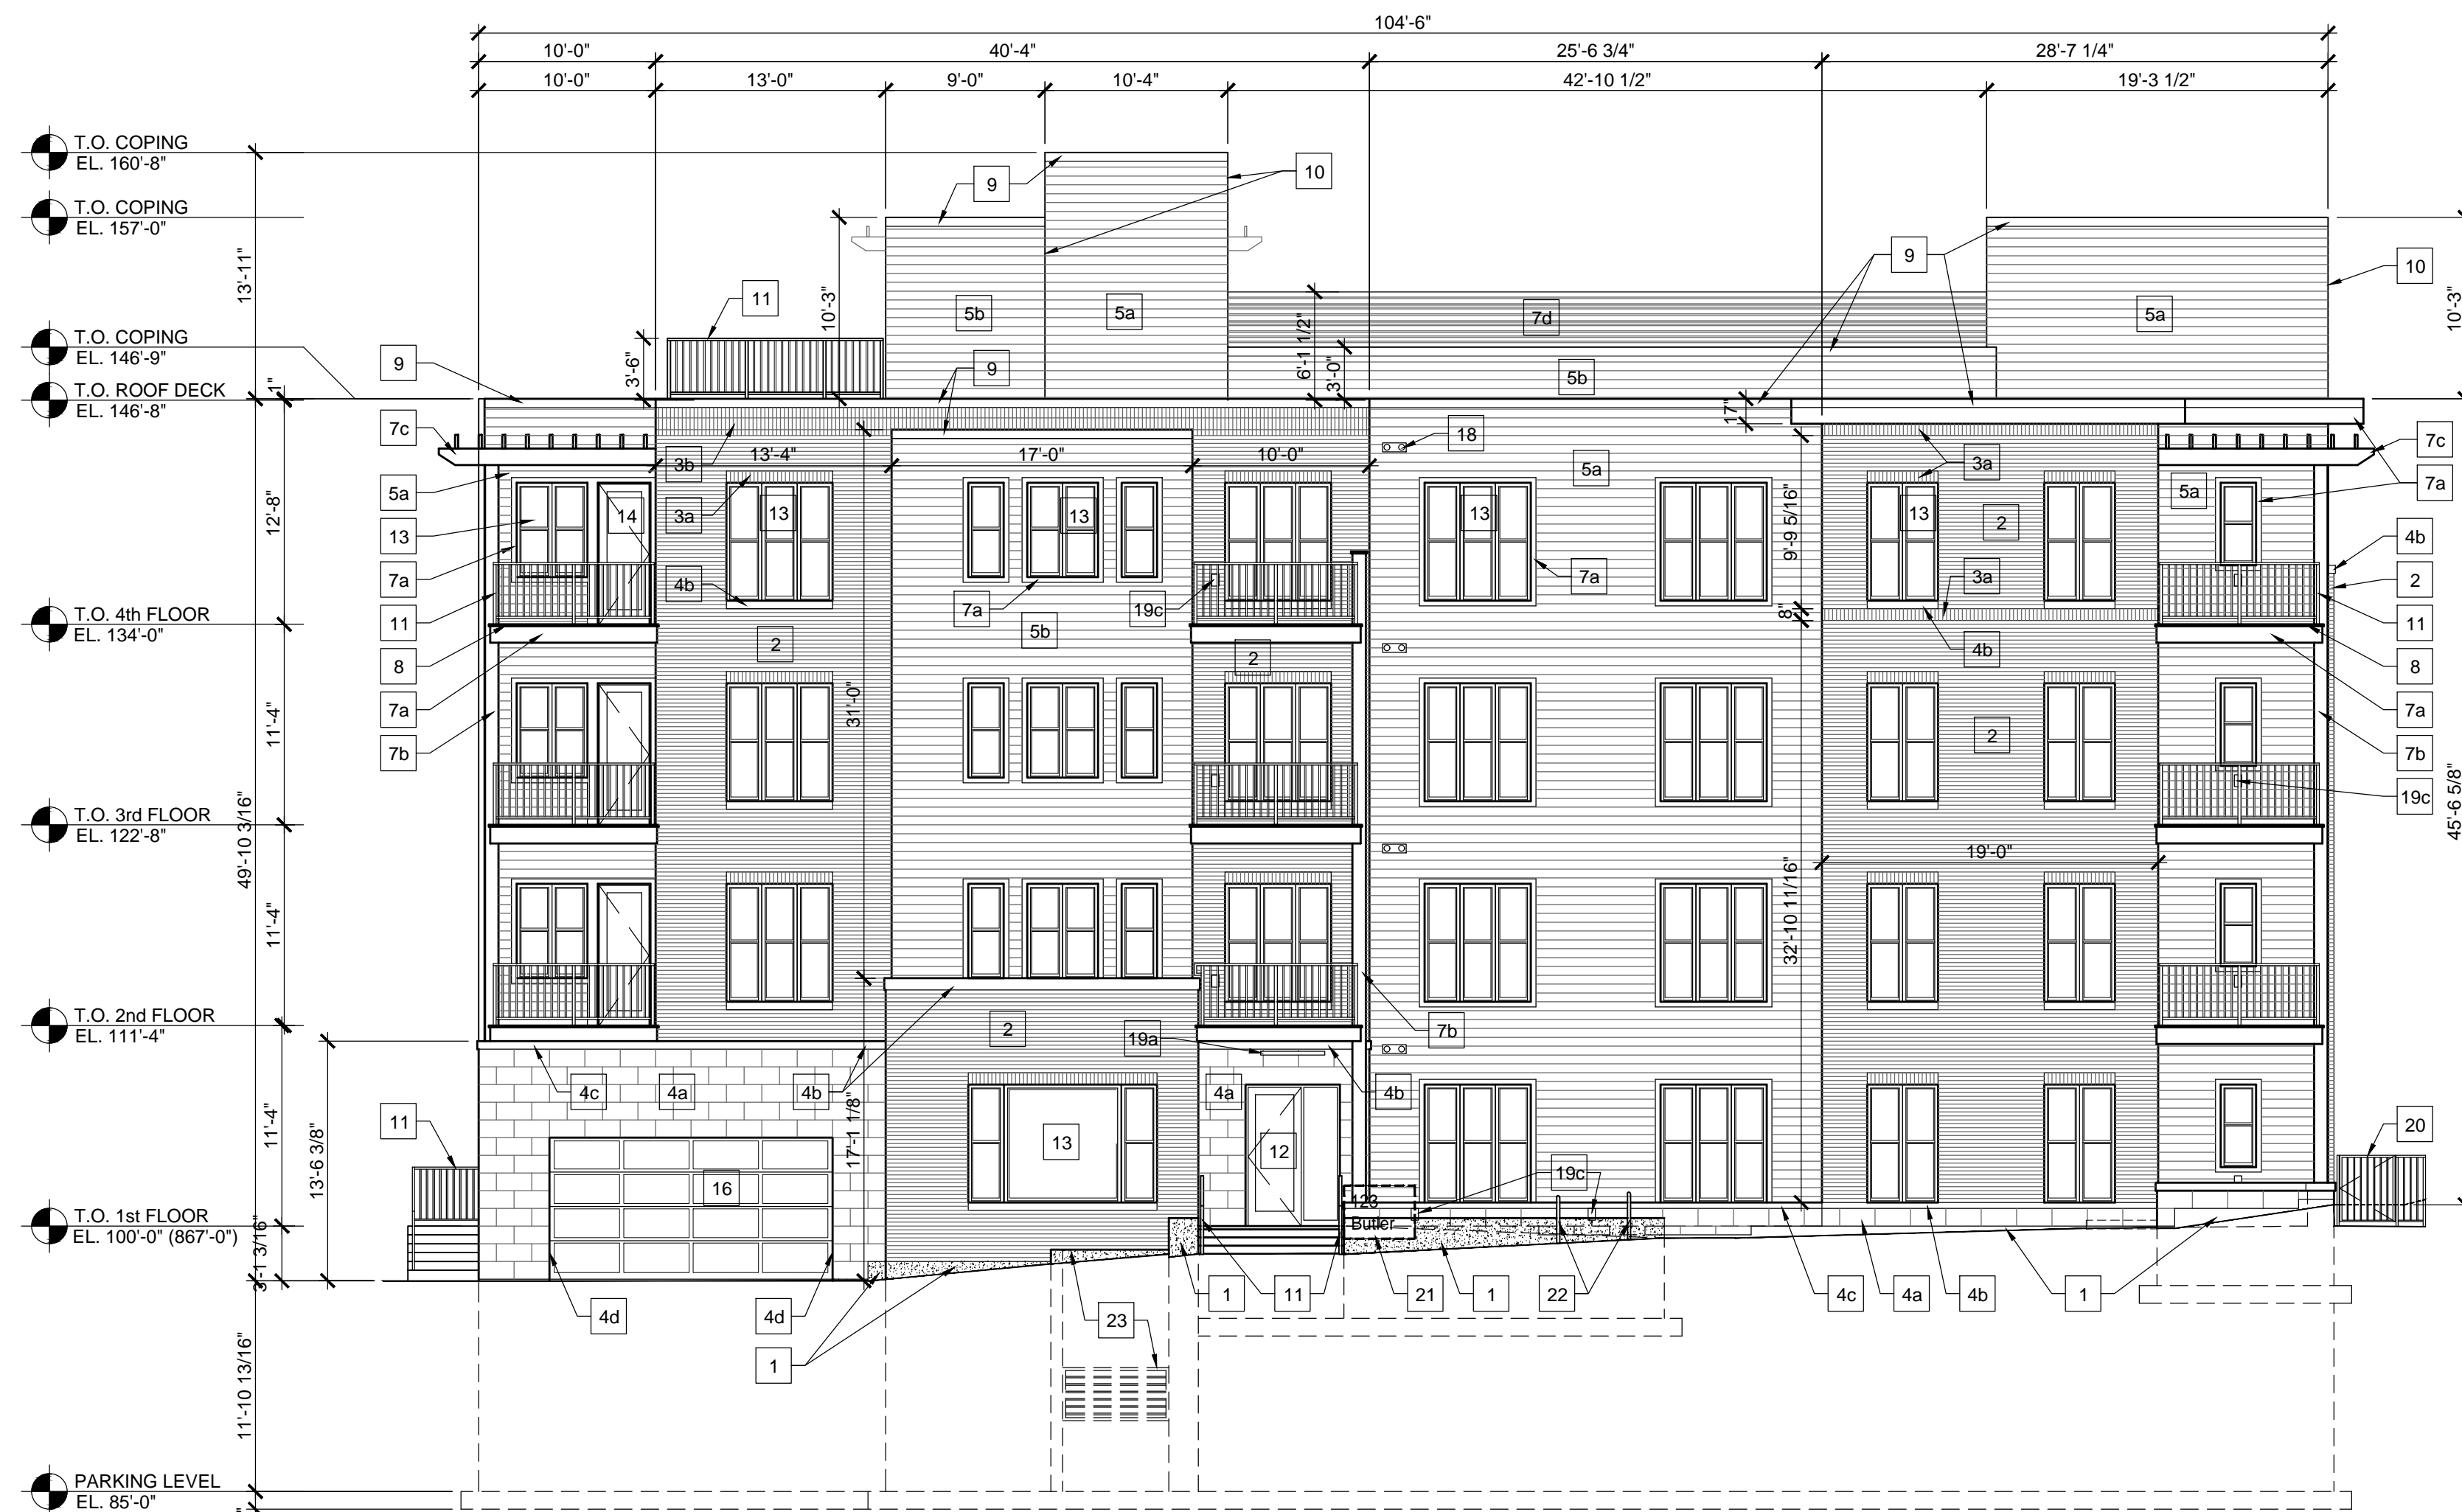 104'-6"
10'-0" 40'-4" 25'-6 3/4" 28'-7 1/4"
10'-0" 13'-0" 9'-0" 10'-4" 42'-10 1/2" 19'-3 1/2"
T.O. COPING
EL. 160'-8"
9 10
T.O. COPING
EL. 157'-0"
9 10
13'-11"
11 10'-3" 5b 5a 7d 5a 10'-3"
6'-1 1/2"
T.O. COPING
EL. 146'-9"
9 3'-6" 9 3'-0" 5b
T.O. ROOF DECK
EL. 146'-8"
1" 17"
7c 18 7c
3b 13'-4" 17'-0" 10'-0" 5a 3a
5a 14 3a 13 13 13 13 2 5a 7a
13 9'-9 5/16" 4b
12'-8"
7a 4b 7a 19c 7a 3a 2
11 8" 11
T.O. 4th FLOOR
EL. 134'-0"
8 2 5b 2 4b 8
7a 31'-0" 7a
11'-4" 2
7b 7b
45'-6 5/8"
19c
T.O. 3rd FLOOR
EL. 122'-8"
49'-10 3/16"
19'-0"
11'-4" 32'-10 11/16"
T.O. 2nd FLOOR
EL. 111'-4"
2 19a 7b
4c 4a 4b 4a 4b
11 17'-1 1/8" 20
11'-4" 13 12
13'-6 3/8" 16 19c
123
Butler
T.O. 1st FLOOR
EL. 100'-0" (867'-0")
3'-1 3/16"
4d 4d 1 11 21 1 22 4c 4a 4b 1
23
1
11'-10 13/16"
PARKING LEVEL
EL. 85'-0"